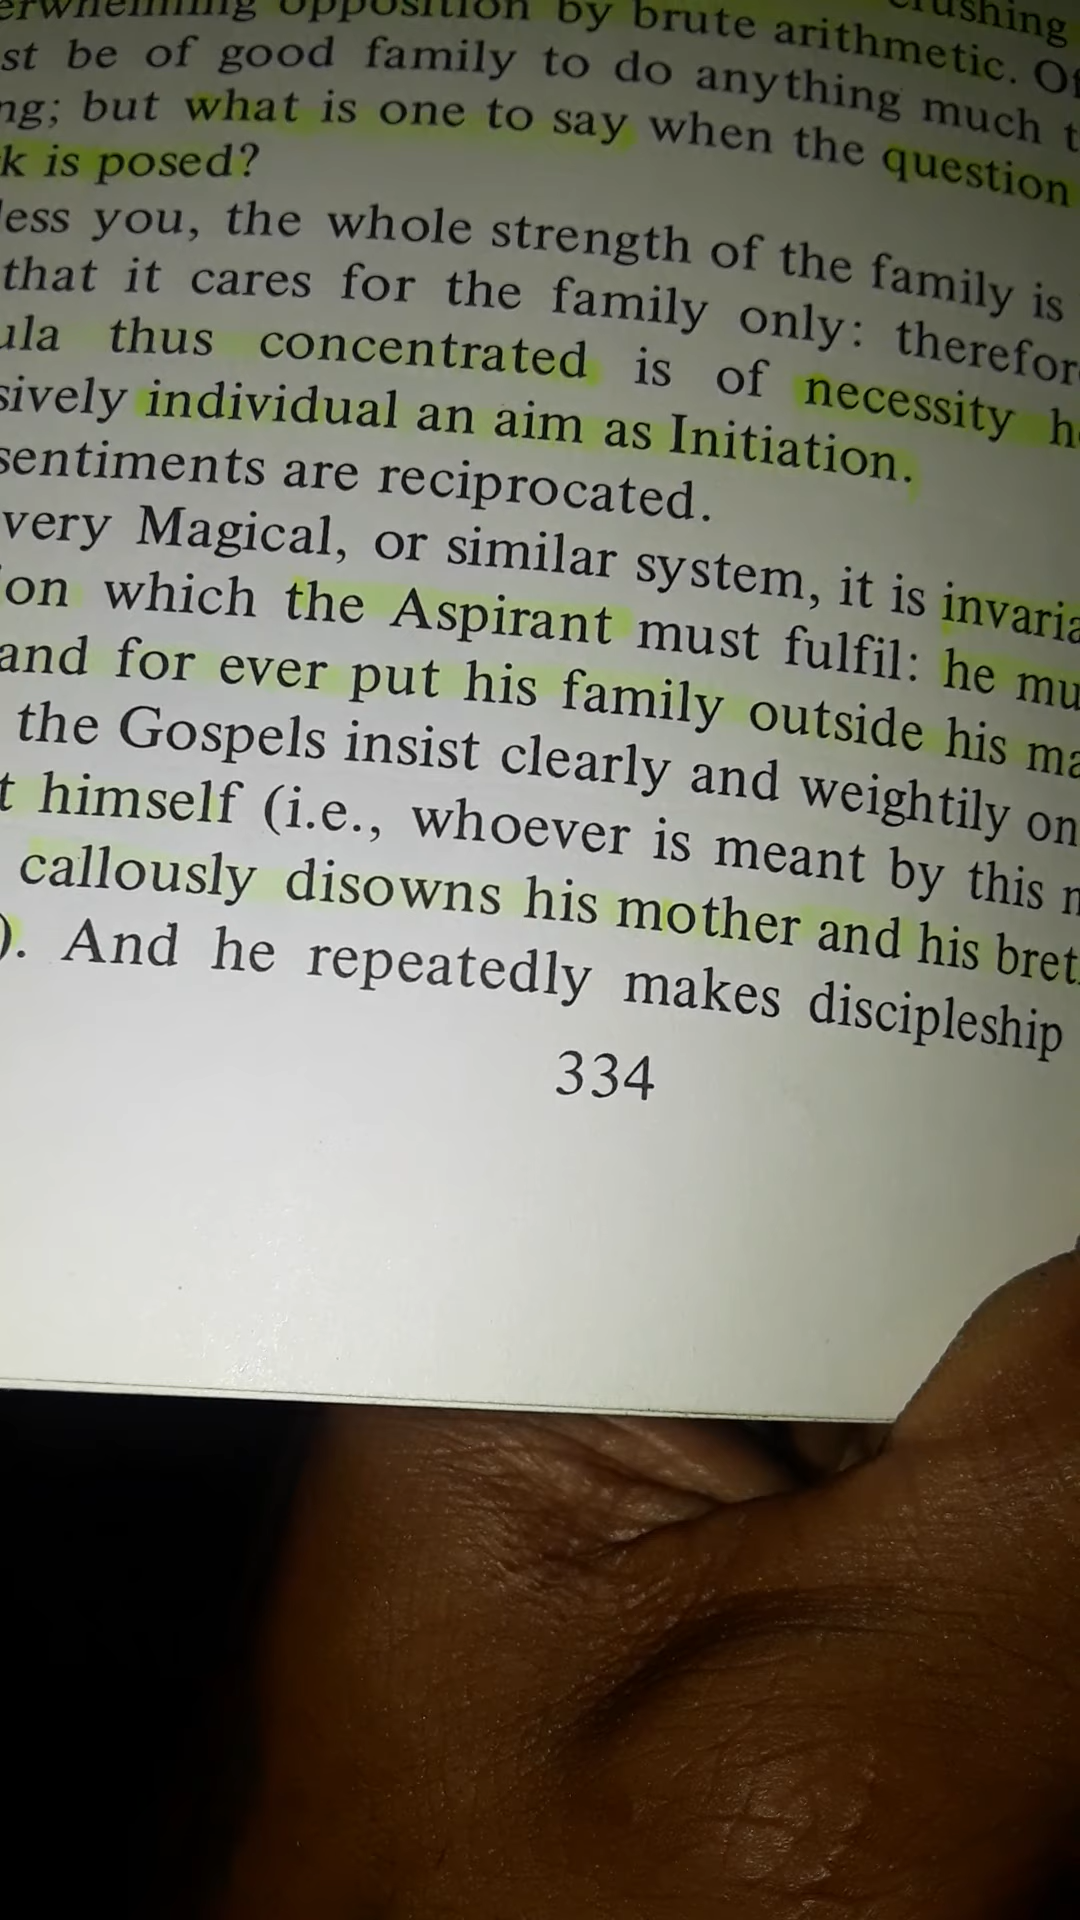 erwhelming opposition by brute arithmetic. Of
st be of good family to do anything much t
ng; but what is one to say when the question
k is posed?
less you, the whole strength of the family is
that it cares for the family only: therefore
ula thus concentrated is of necessity h
sively individual an aim as Initiation.
sentiments are reciprocated.
very Magical, or similar system, it is invaria
on which the Aspirant must fulfil: he mu
and for ever put his family outside his ma
the Gospels insist clearly and weightily on
t himself (i.e., whoever is meant by this n
callously disowns his mother and his bret
). And he repeatedly makes discipleship
334